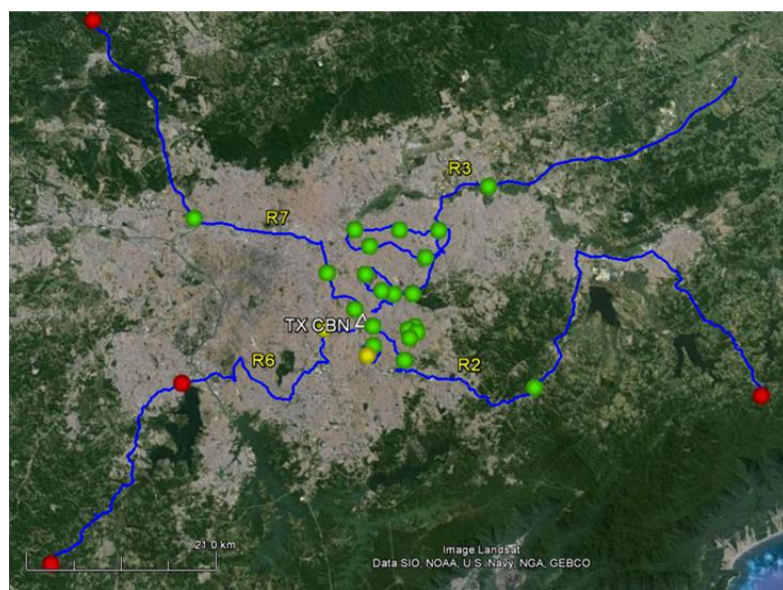 R3
R7
TX CBN
R6
R2
21.0 km
Image Landsat
Data SIO, NOAA, U.S. Navy, NGA, GEBCO